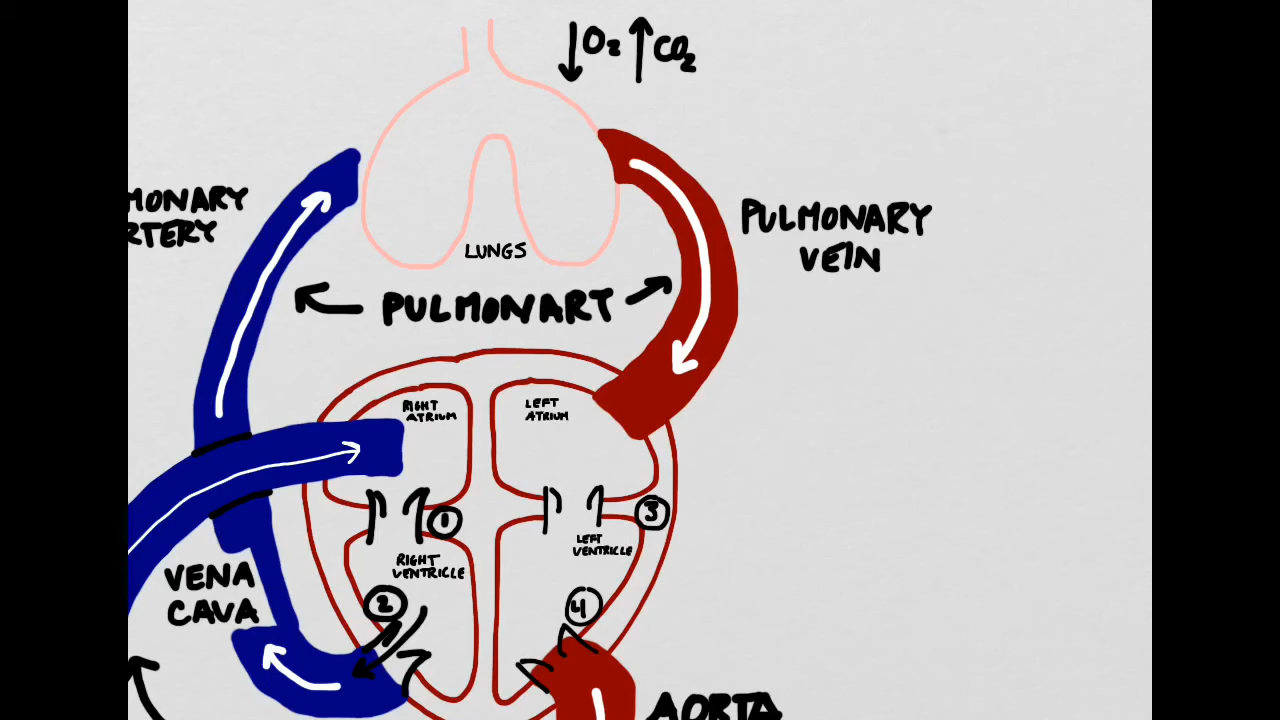 ↓O₂ ↑CO₂
MONARY
RTERY
PULMONARY
VEIN
LUNGS
PULMONART
RIGHT
ATRIUM
LEFT
ATRIUM
1
3
LEFT
VENTRICLE
RIGHT
VENTRICLE
VENA
CAVA
2
4
AORTA